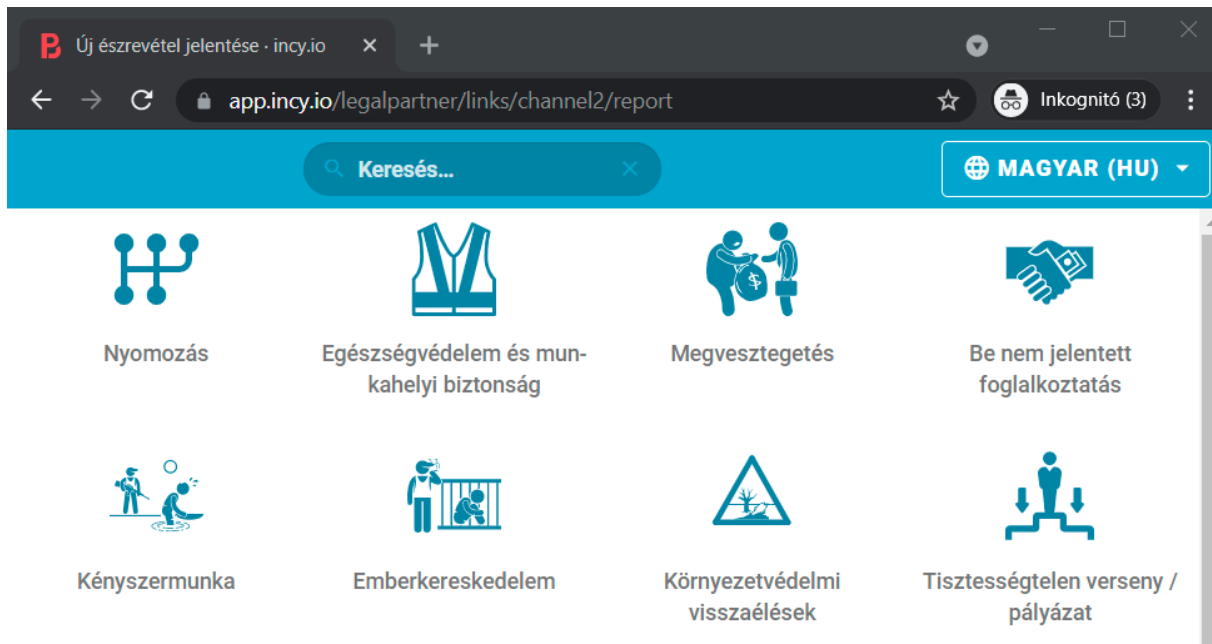 Új észrevétel jelentése · incy.io
app.incy.io/legalpartner/links/channel2/report
Inkognitó (3)
Keresés...
MAGYAR (HU)
Nyomozás
Egészségvédelem és mun-
kahelyi biztonság
Megvesztegetés
Be nem jelentett
foglalkoztatás
Kényszermunka
Emberkereskedelem
Környezetvédelmi
visszaélések
Tisztességtelen verseny /
pályázat